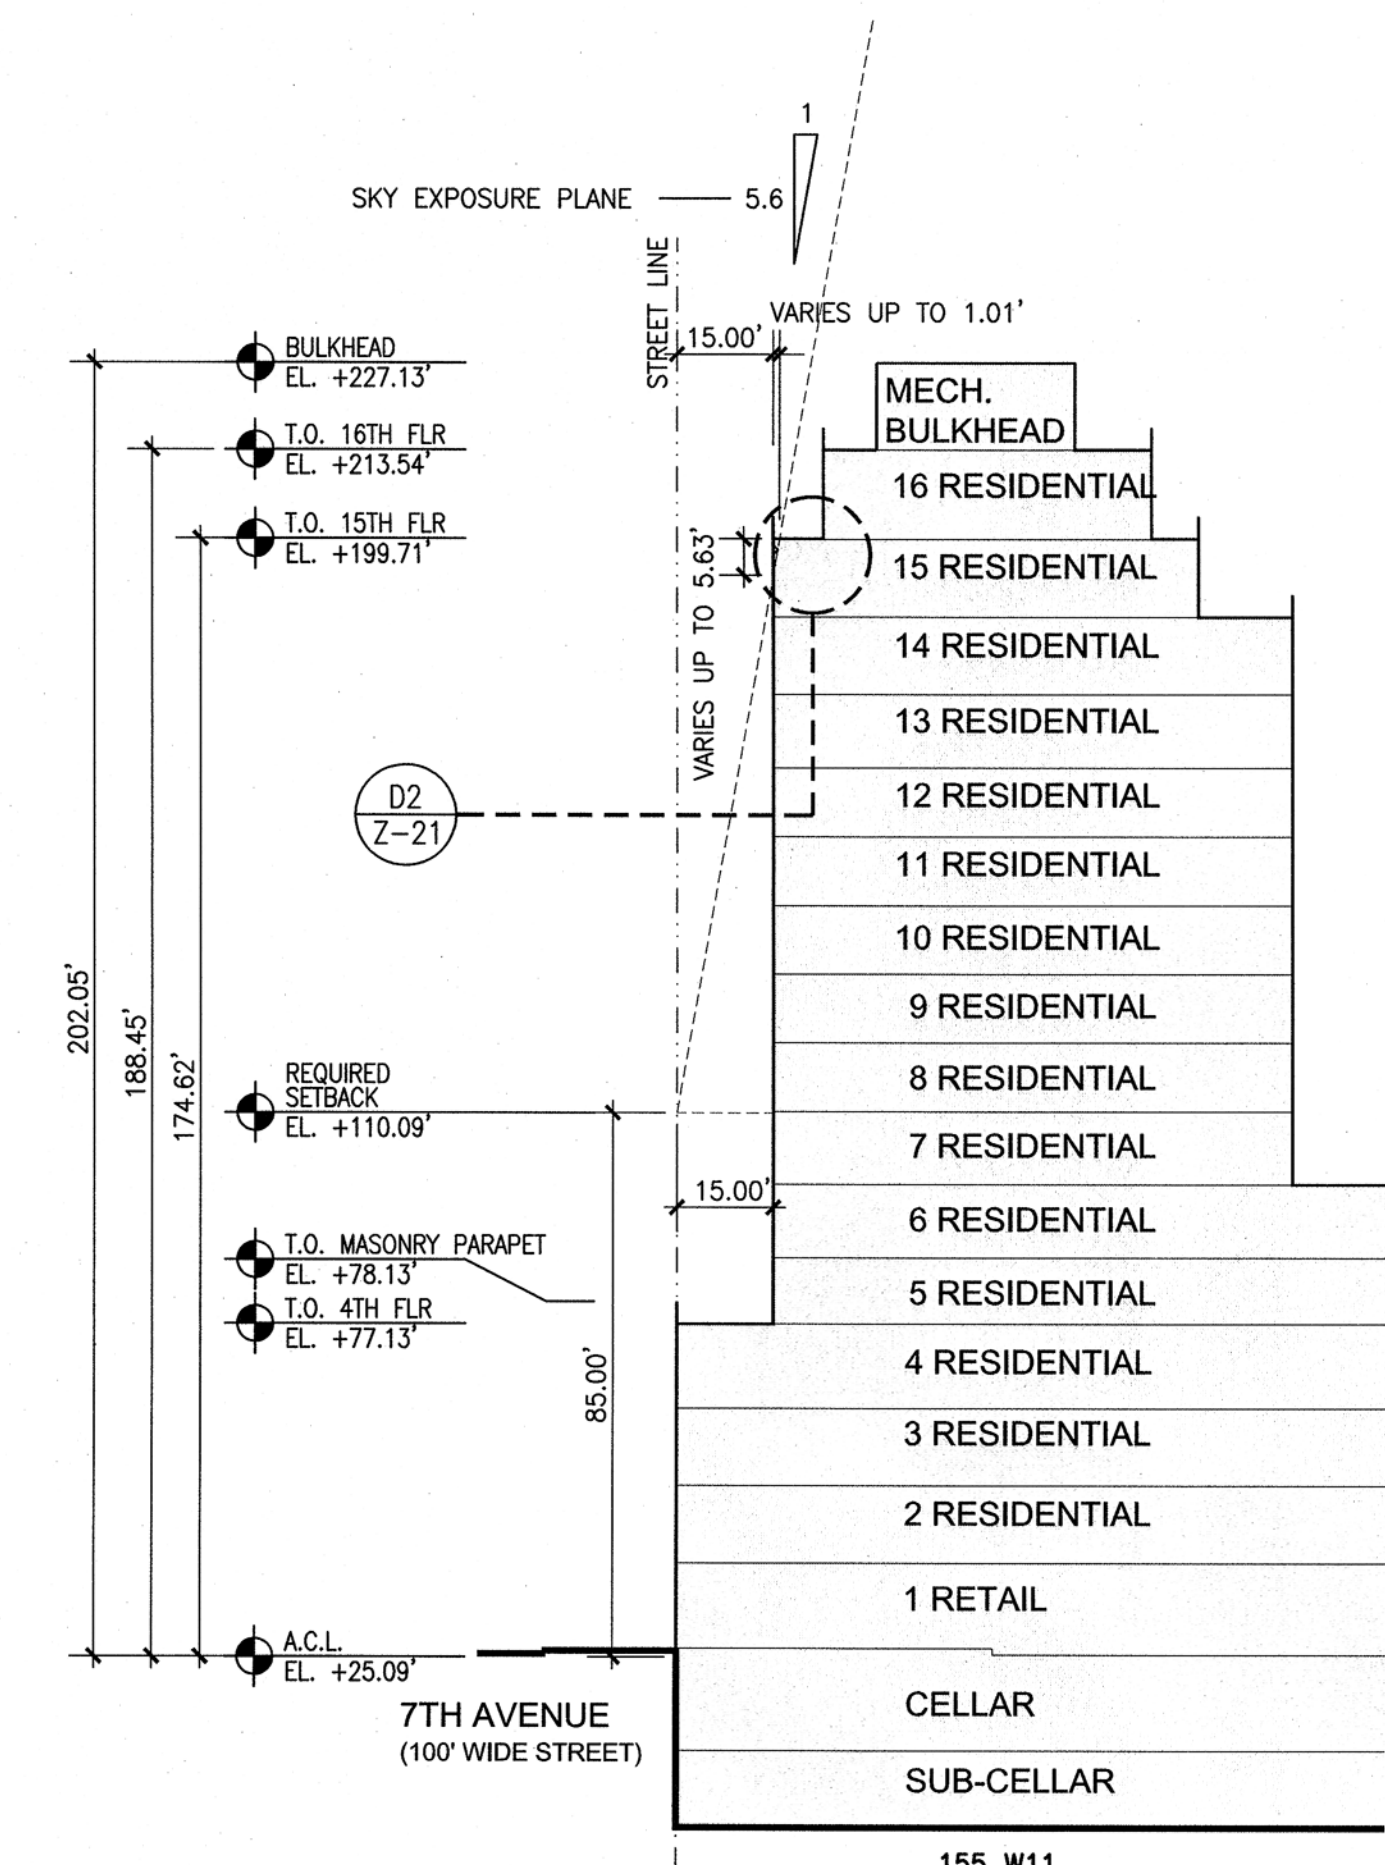 1
SKY EXPOSURE PLANE
5.6
STREET LINE
VARIES UP TO 1.01'
15.00'
BULKHEAD
EL. +227.13'
MECH.
BULKHEAD
T.O. 16TH FLR
EL. +213.54'
16 RESIDENTIAL
T.O. 15TH FLR
EL. +199.71'
VARIES UP TO 5.63'
15 RESIDENTIAL
14 RESIDENTIAL
13 RESIDENTIAL
D2
Z-21
12 RESIDENTIAL
11 RESIDENTIAL
10 RESIDENTIAL
202.05'
188.45'
174.62'
9 RESIDENTIAL
REQUIRED
SETBACK
EL. +110.09'
8 RESIDENTIAL
7 RESIDENTIAL
15.00'
6 RESIDENTIAL
T.O. MASONRY PARAPET
EL. +78.13'
T.O. 4TH FLR
EL. +77.13'
5 RESIDENTIAL
85.00'
4 RESIDENTIAL
3 RESIDENTIAL
2 RESIDENTIAL
1 RETAIL
A.C.L.
EL. +25.09'
7TH AVENUE
(100' WIDE STREET)
CELLAR
SUB-CELLAR
155 W11